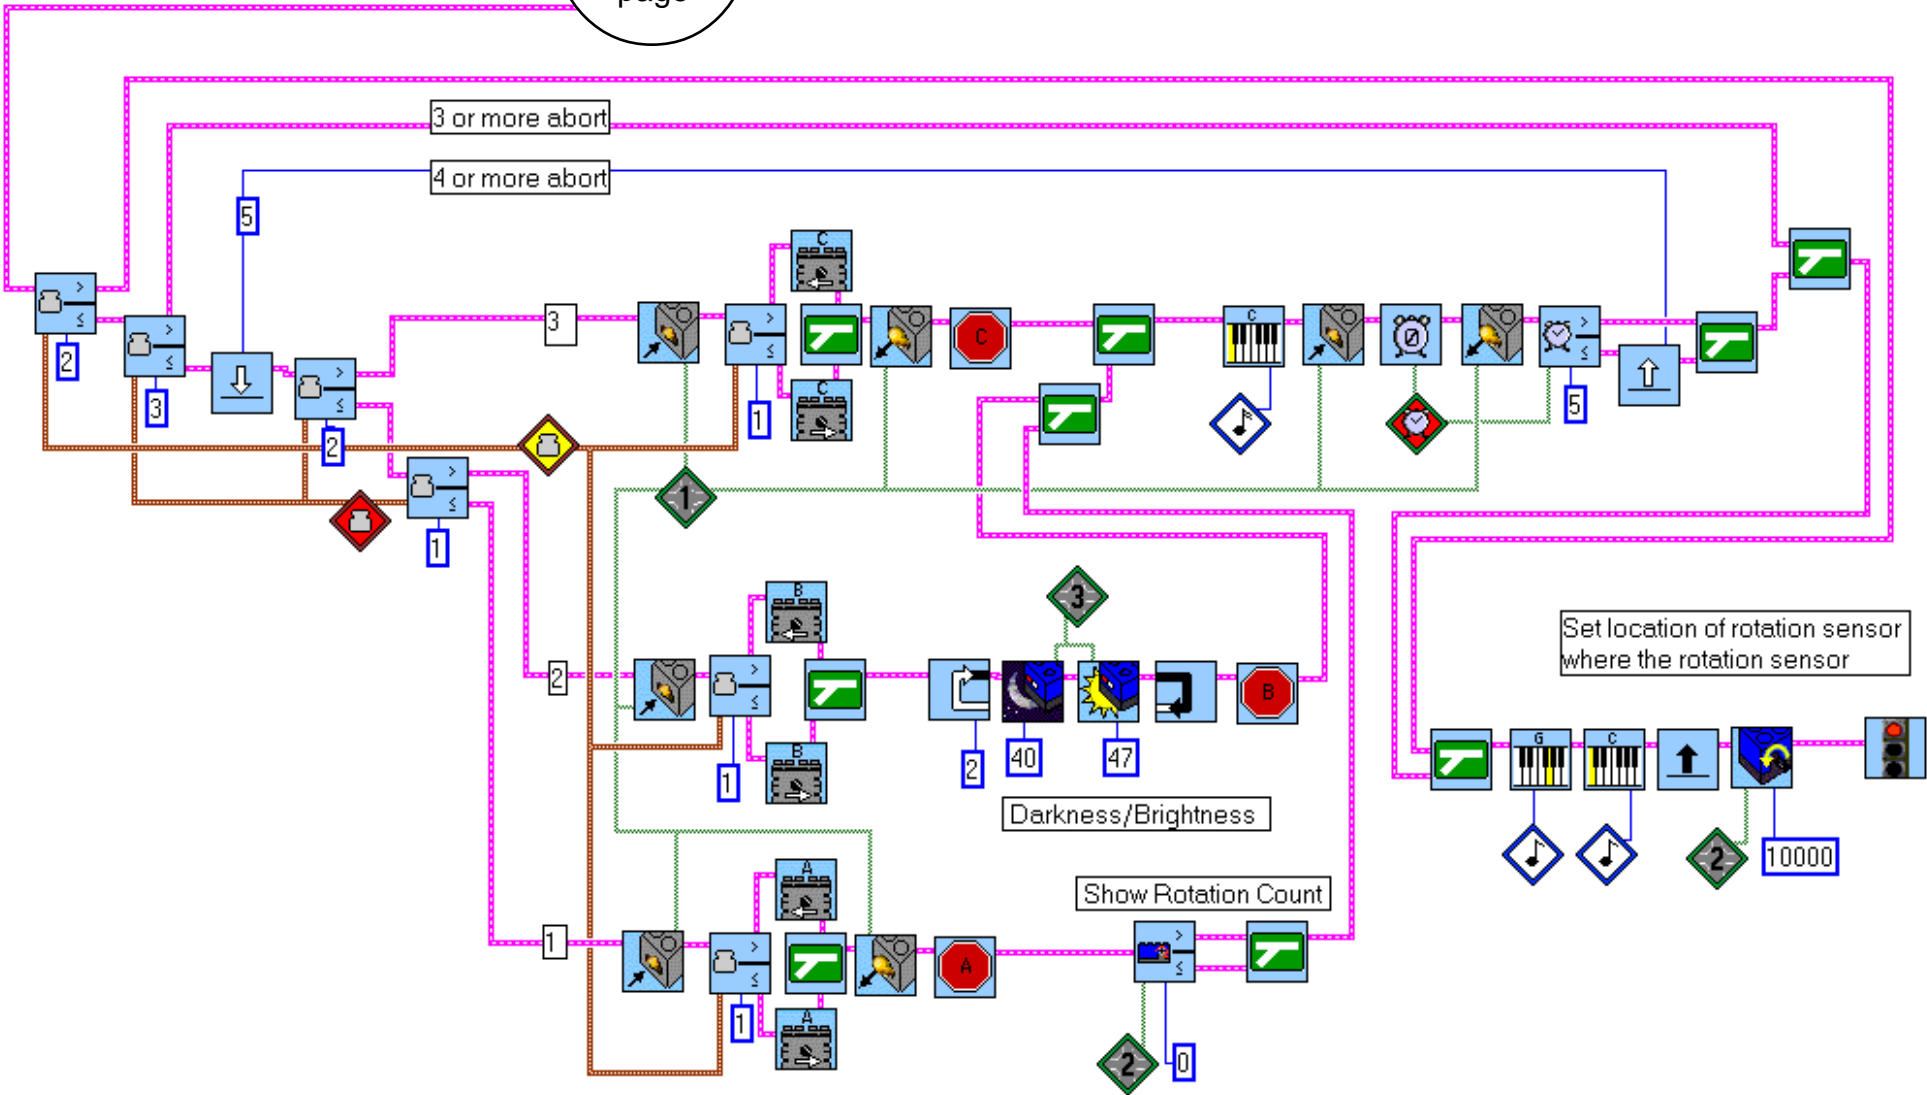 page
3 or more abort
4 or more abort
5
C
> ≤
2
> ≤
3
> ≤
2
3
> ≤
1
C
C
C
0
> ≤
5
> ≤
1
1
3
B
2
> ≤
1
B
2
40
47
B
Darkness/Brightness
Set location of rotation sensor
where the rotation sensor
G
C
2
10000
A
1
> ≤
1
A
A
Show Rotation Count
> ≤
2
0